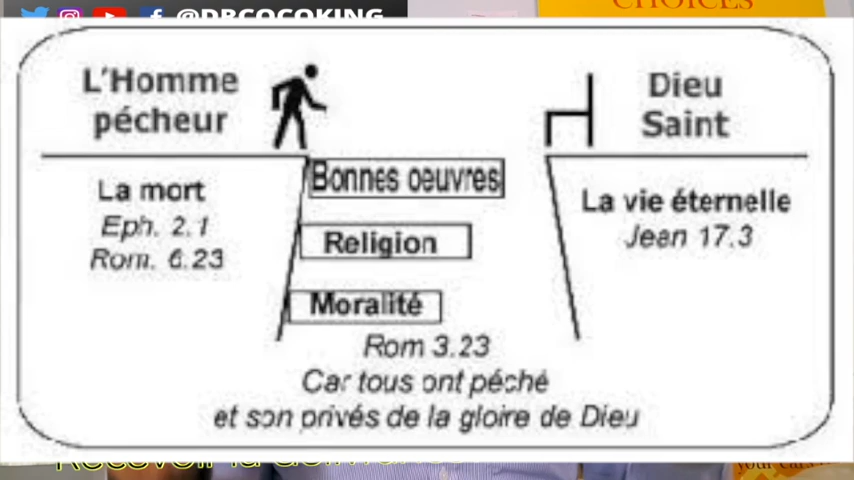 @DRCOCOKING
CHOICES
L'Homme
pécheur
Dieu
Saint
La mort
Eph. 2.1
Rom. 6.23
Bonnes oeuvres
Religion
Moralité
La vie éternelle
Jean 17.3
Rom 3.23
Car tous ont péché
et son privés de la gloire de Dieu